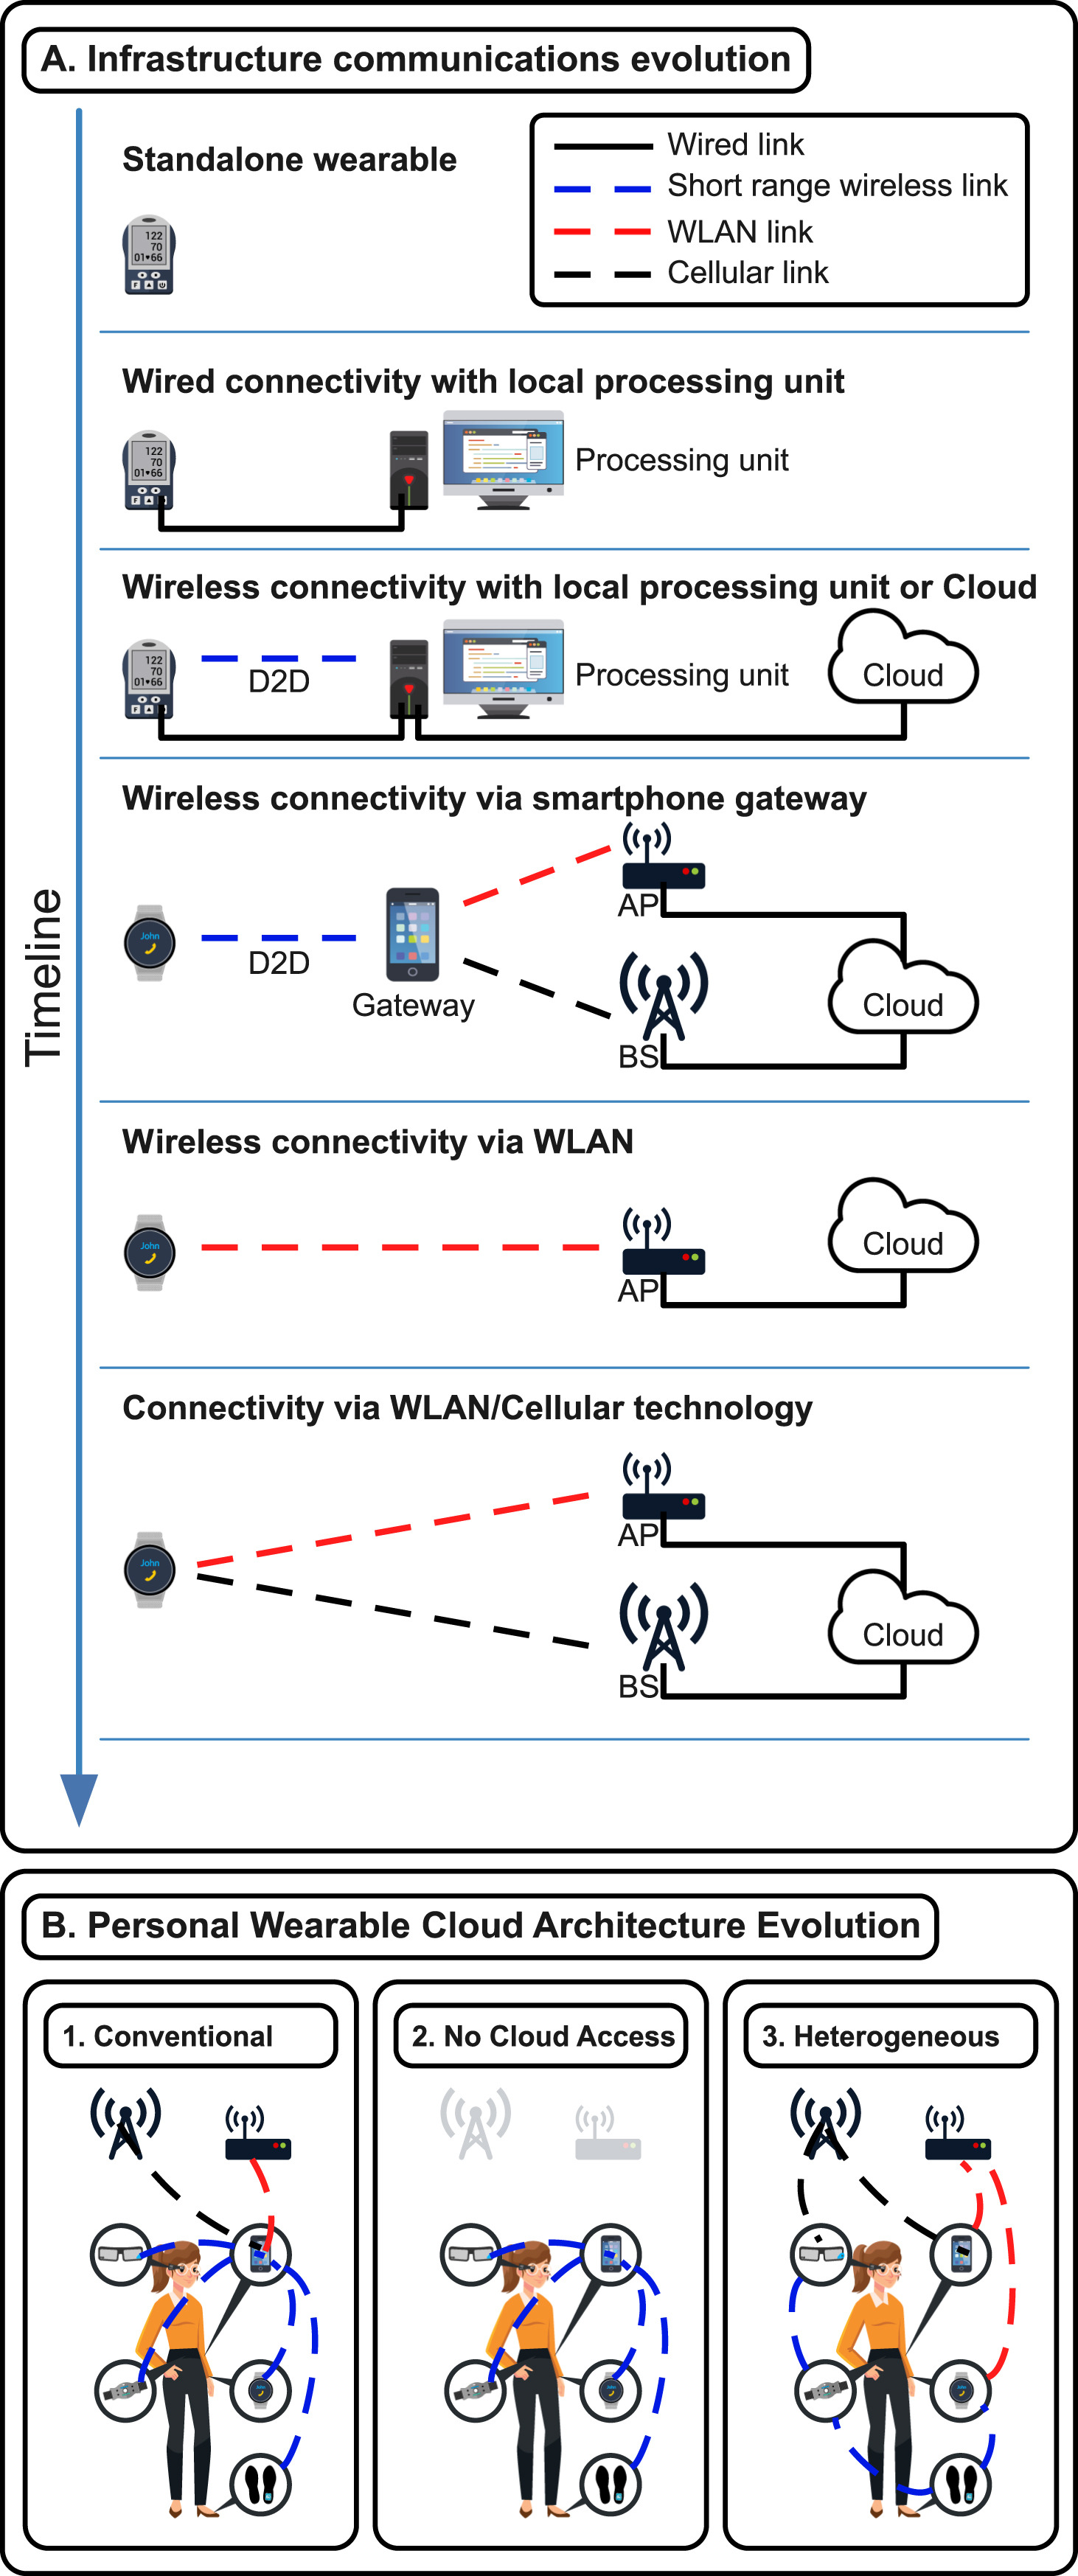 A. Infrastructure communications evolution
Timeline
Wired link
Short range wireless link
WLAN link
Cellular link
Standalone wearable
122
70
01♥66
F
Wired connectivity with local processing unit
122
70
01♥66
F
Processing unit
Wireless connectivity with local processing unit or Cloud
122
70
01♥66
F
D2D
Processing unit
Cloud
Wireless connectivity via smartphone gateway
John
D2D
Gateway
AP
BS
Cloud
Wireless connectivity via WLAN
John
AP
Cloud
Connectivity via WLAN/Cellular technology
John
AP
BS
Cloud
B. Personal Wearable Cloud Architecture Evolution
1. Conventional
2. No Cloud Access
3. Heterogeneous
John
John
John